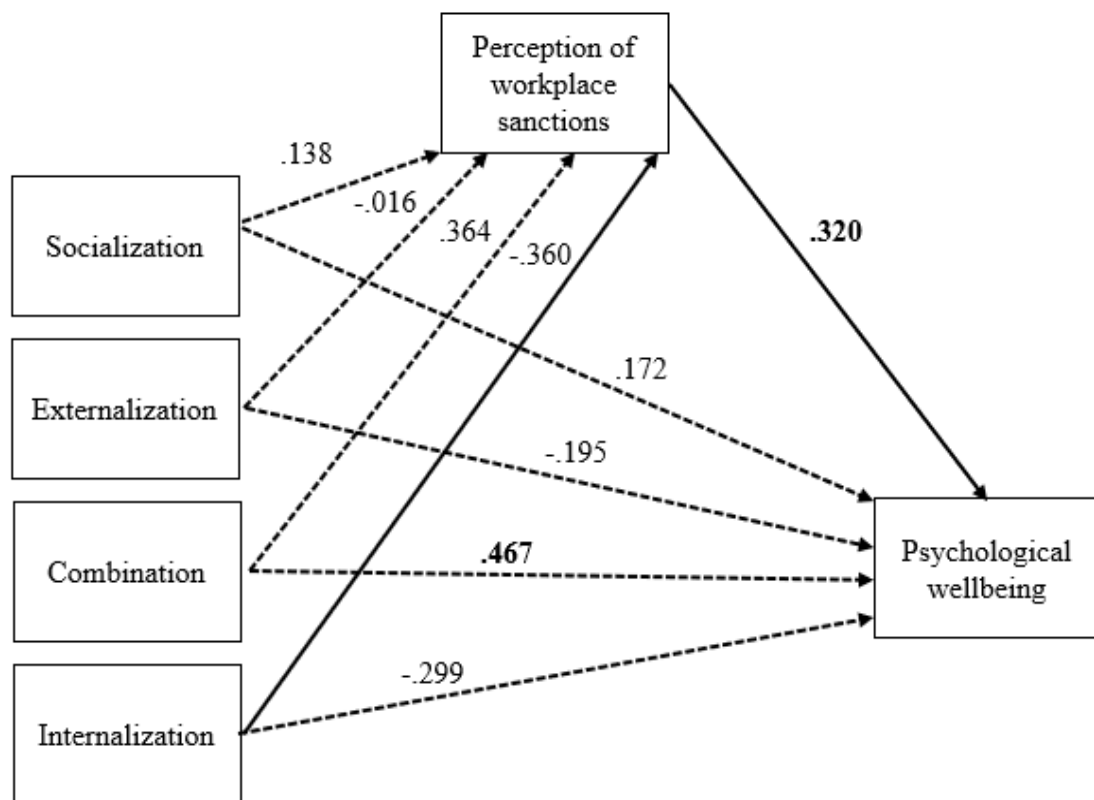 Perception of
workplace
sanctions
.138
-.016
.364
-.360
.320
Socialization
.172
Externalization
-.195
.467
Combination
Psychological
wellbeing
-.299
Internalization